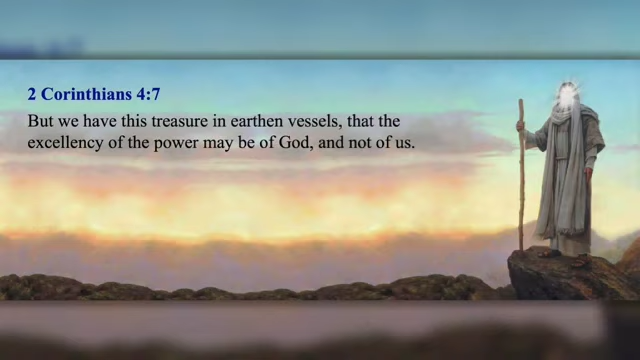 2 Corinthians 4:7
But we have this treasure in earthen vessels, that the
excellency of the power may be of God, and not of us.